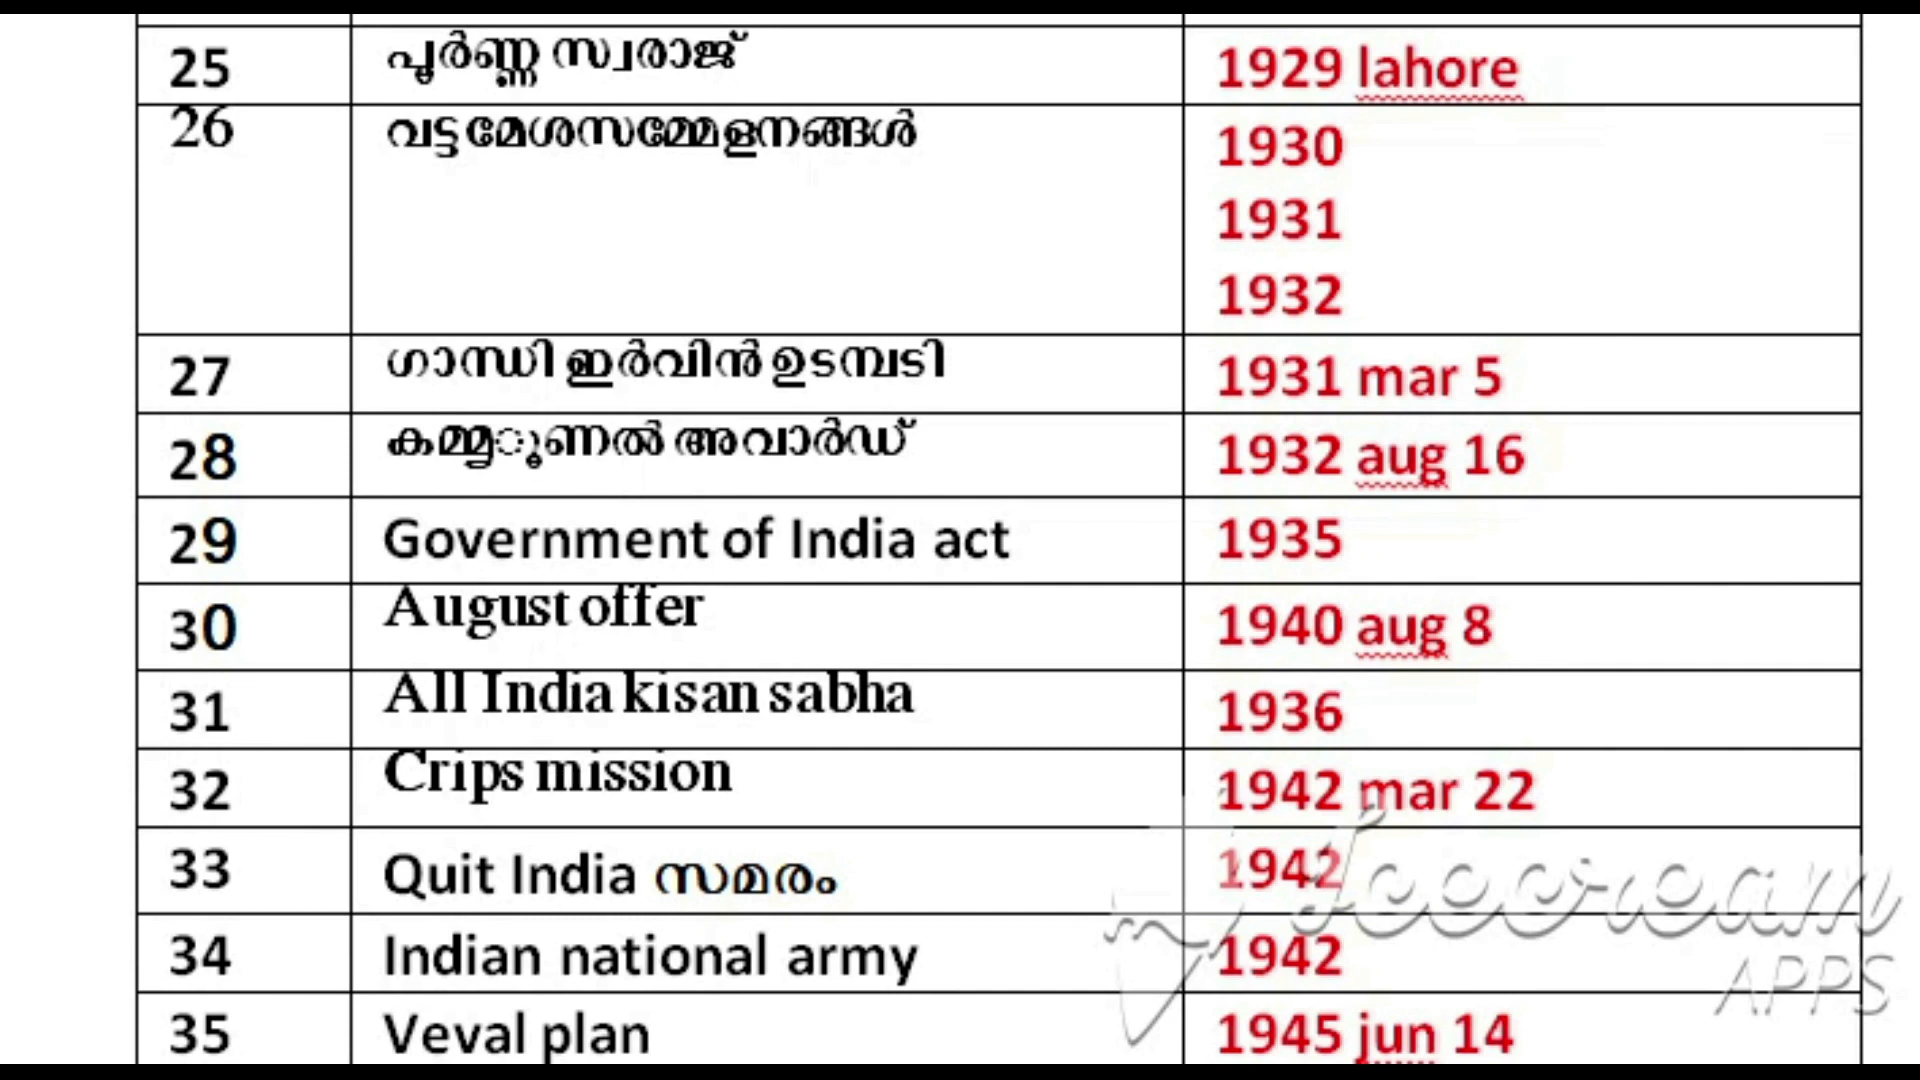 25 പൂർണ്ണ സ്വരാജ് 1929 lahore
26 വട്ടമേശസമ്മേളനങ്ങൾ 1930
1931
1932
27 ഗാന്ധി ഇർവിൻ ഉടമ്പടി 1931 mar 5
28 കമ്മ്യൂണൽ അവാർഡ് 1932 aug 16
29 Government of India act 1935
30 August offer 1940 aug 8
31 All India kisan sabha 1936
32 Crips mission 1942 mar 22
33 Quit India സമരം 1942
34 Indian national army 1942
APPS
35 Veval plan 1945 jun 14